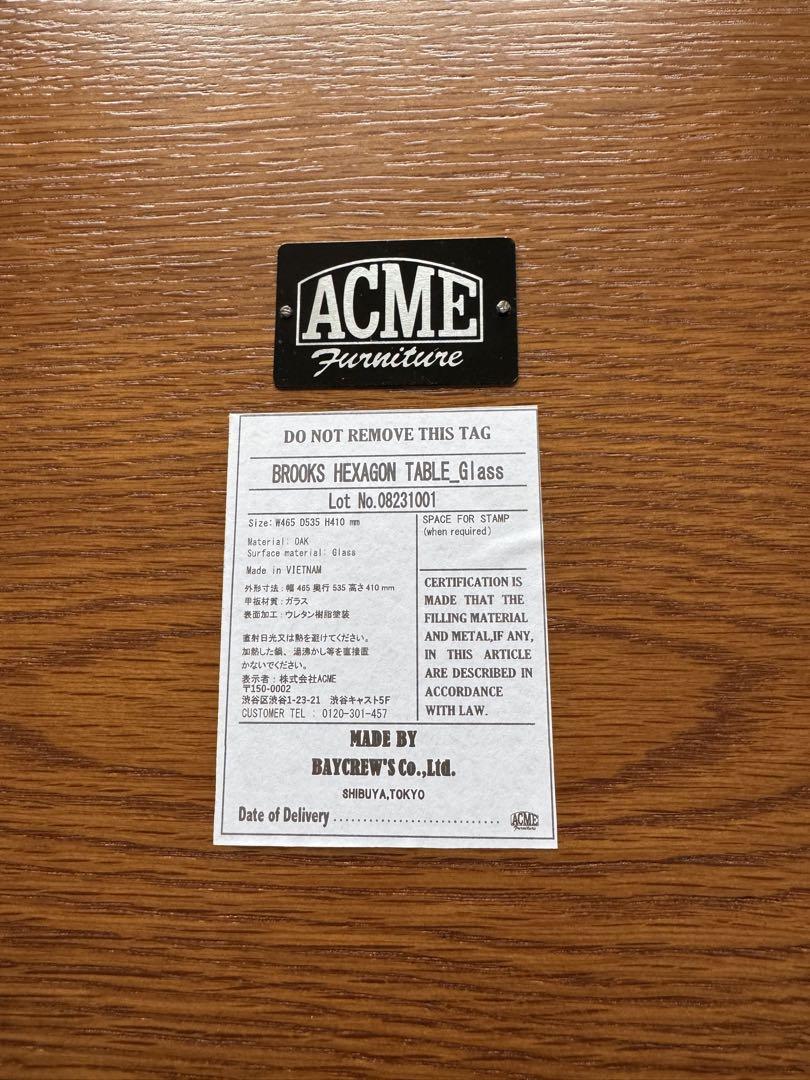 ACME
Furniture
DO NOT REMOVE THIS TAG
BROOKS HEXAGON TABLE_Glass
Lot No.08231001
Size: W465 D535 H410 mm
Material: OAK
Surface material: Glass
Made in VIETNAM
外形寸法：幅 465 奥行 535 高さ 410 mm
甲板材質：ガラス
表面加工：ウレタン樹脂塗装
直射日光又は熱を避けてください。
加熱した鍋、湯沸かし等を直接置
かないでください。
表示者：株式会社ACME
〒150-0002
渋谷区渋谷1-23-21 渋谷キャスト5F
CUSTOMER TEL : 0120-301-457
SPACE FOR STAMP
(when required)
CERTIFICATION IS
MADE THAT THE
FILLING MATERIAL
AND METAL,IF ANY,
IN THIS ARTICLE
ARE DESCRIBED IN
ACCORDANCE
WITH LAW.
MADE BY
BAYCREW'S Co.,Ltd.
SHIBUYA,TOKYO
Date of Delivery ............................
ACME
Furniture